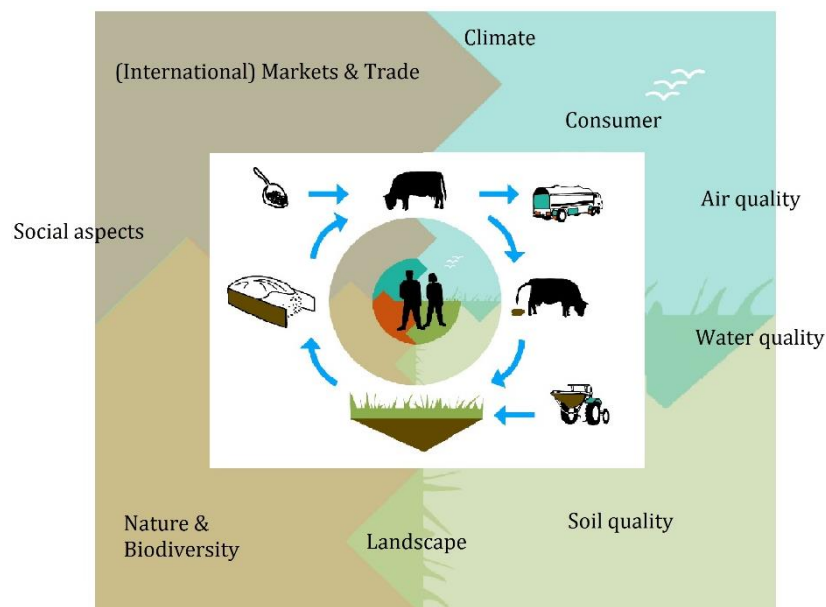 Climate
(International) Markets & Trade
Consumer
Air quality
Social aspects
Water quality
Nature &
Biodiversity
Landscape
Soil quality